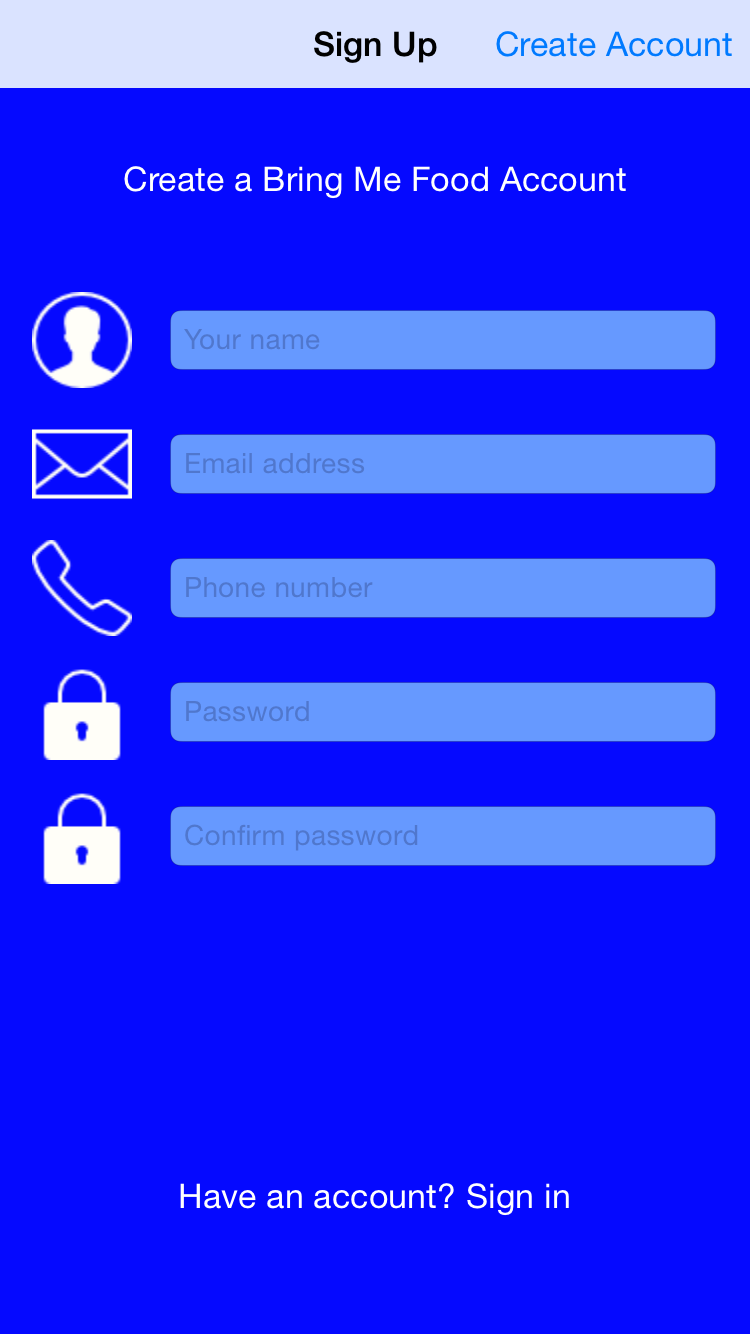 Sign Up
Create Account
Create a Bring Me Food Account
Your name
Email address
Phone number
Password
Confirm password
Have an account? Sign in